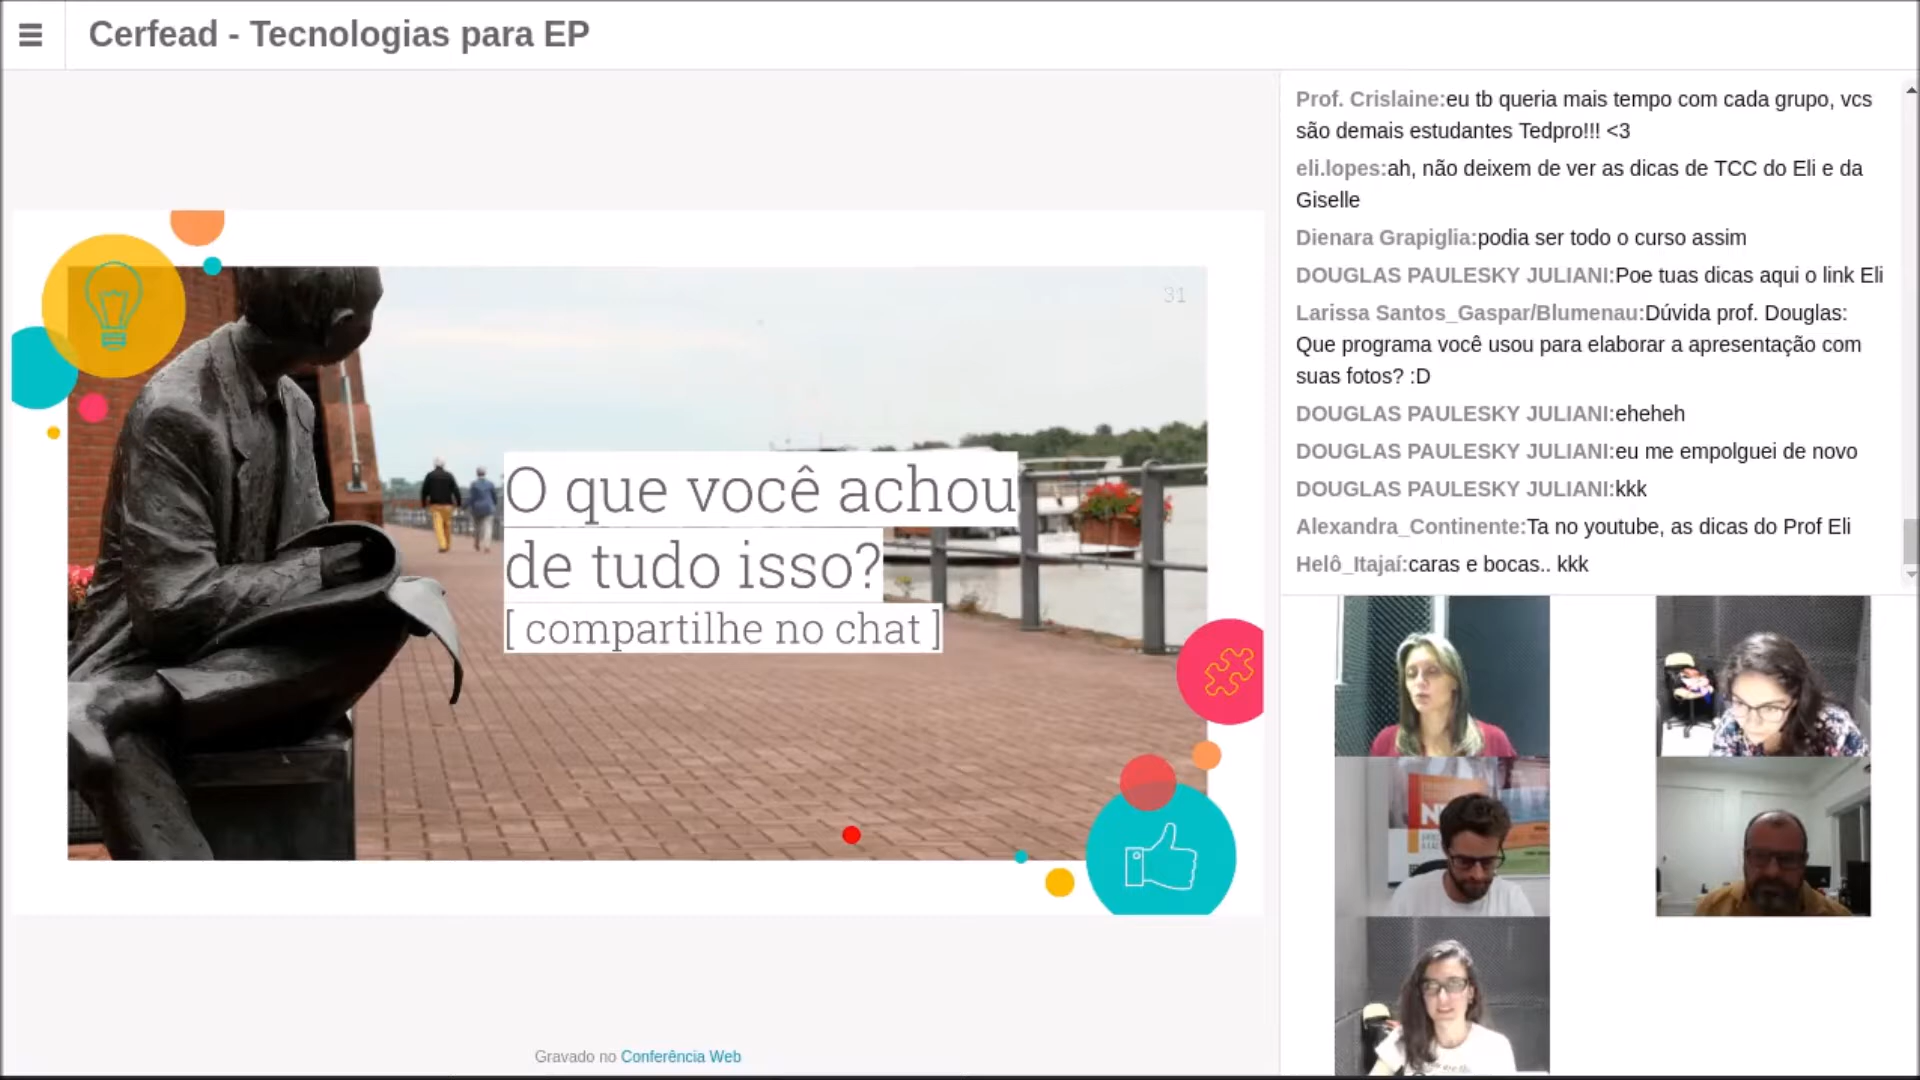 Cerfead - Tecnologias para EP
31
O que você achou
de tudo isso?
[ compartilhe no chat ]
Gravado no Conferência Web
Prof. Crislaine:eu tb queria mais tempo com cada grupo, vcs
são demais estudantes Tedpro!!! <3
eli.lopes:ah, não deixem de ver as dicas de TCC do Eli e da
Giselle
Dienara Grapiglia:podia ser todo o curso assim
DOUGLAS PAULESKY JULIANI:Poe tuas dicas aqui o link Eli
Larissa Santos_Gaspar/Blumenau:Dúvida prof. Douglas:
Que programa você usou para elaborar a apresentação com
suas fotos? :D
DOUGLAS PAULESKY JULIANI:eheheh
DOUGLAS PAULESKY JULIANI:eu me empolguei de novo
DOUGLAS PAULESKY JULIANI:kkk
Alexandra_Continente:Ta no youtube, as dicas do Prof Eli
Helô_Itajaí:caras e bocas.. kkk